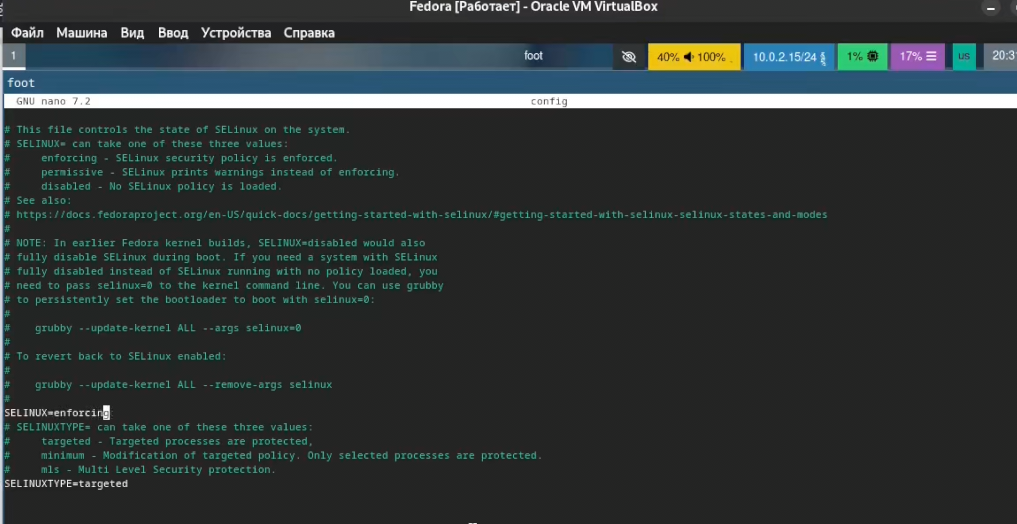 Fedora [Работает] - Oracle VM VirtualBox
Файл Машина Вид Ввод Устройства Справка
1 foot 40% 100% 10.0.2.15/24 1% 17% us
foot
GNU nano 7.2 config
# This file controls the state of SELinux on the system.
# SELINUX= can take one of these three values:
#     enforcing - SELinux security policy is enforced.
#     permissive - SELinux prints warnings instead of enforcing.
#     disabled - No SELinux policy is loaded.
# See also:
# https://docs.fedoraproject.org/en-US/quick-docs/getting-started-with-selinux/#getting-started-with-selinux-selinux-states-and-modes
#
# NOTE: In earlier Fedora kernel builds, SELINUX=disabled would also
# fully disable SELinux during boot. If you need a system with SELinux
# fully disabled instead of SELinux running with no policy loaded, you
# need to pass selinux=0 to the kernel command line. You can use grubby
# to persistently set the bootloader to boot with selinux=0:
#
#    grubby --update-kernel ALL --args selinux=0
#
# To revert back to SELinux enabled:
#
#    grubby --update-kernel ALL --remove-args selinux
#
SELINUX=enforcing
# SELINUXTYPE= can take one of these three values:
#     targeted - Targeted processes are protected,
#     minimum - Modification of targeted policy. Only selected processes are protected.
#     mls - Multi Level Security protection.
SELINUXTYPE=targeted